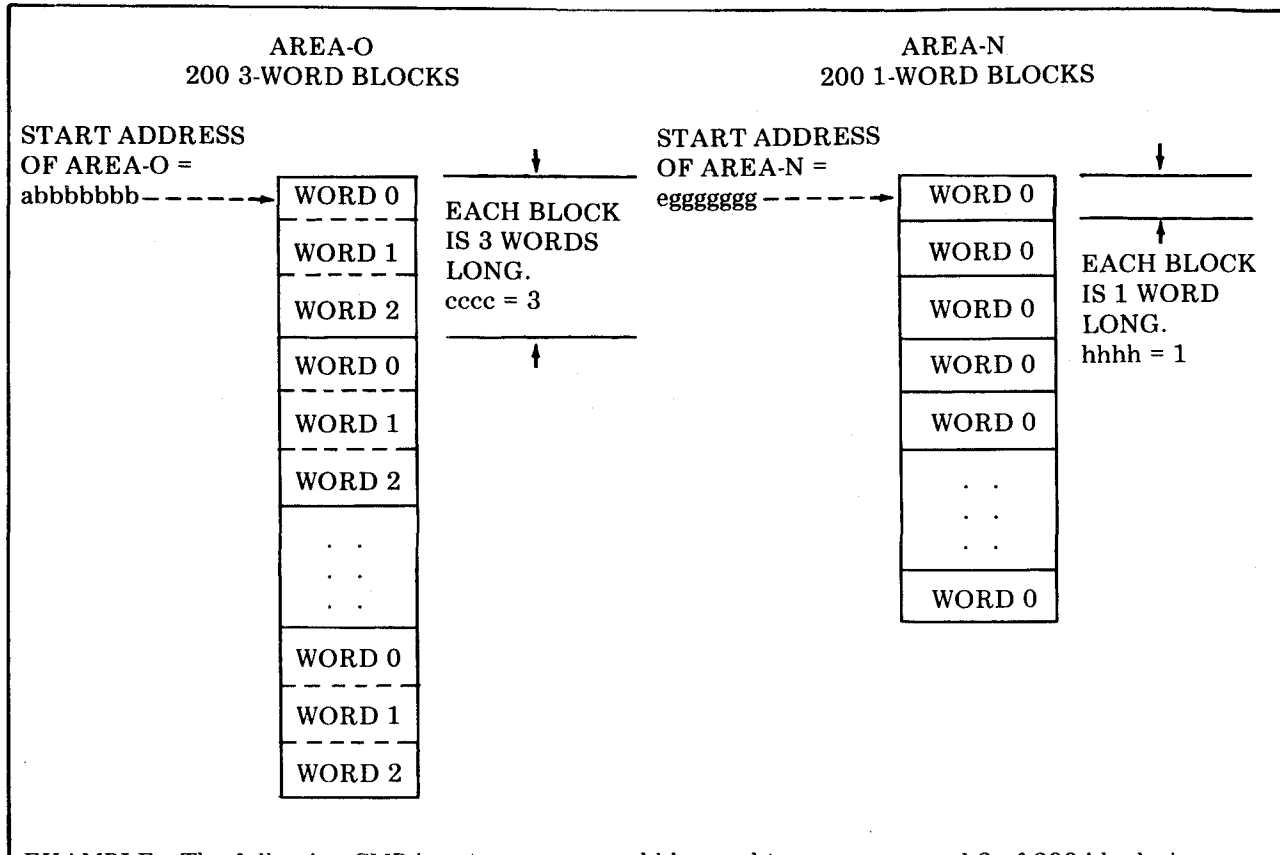 AREA-O
200 3-WORD BLOCKS
START ADDRESS
OF AREA-O =
abbbbbbbb
WORD 0
WORD 1
WORD 2
WORD 0
WORD 1
WORD 2
. .
. .
. .
WORD 0
WORD 1
WORD 2
EACH BLOCK
IS 3 WORDS
LONG.
cccc = 3
AREA-N
200 1-WORD BLOCKS
START ADDRESS
OF AREA-N =
eggggggg
WORD 0
WORD 0
WORD 0
WORD 0
WORD 0
. .
. .
. .
WORD 0
EACH BLOCK
IS 1 WORD
LONG.
hhhh = 1